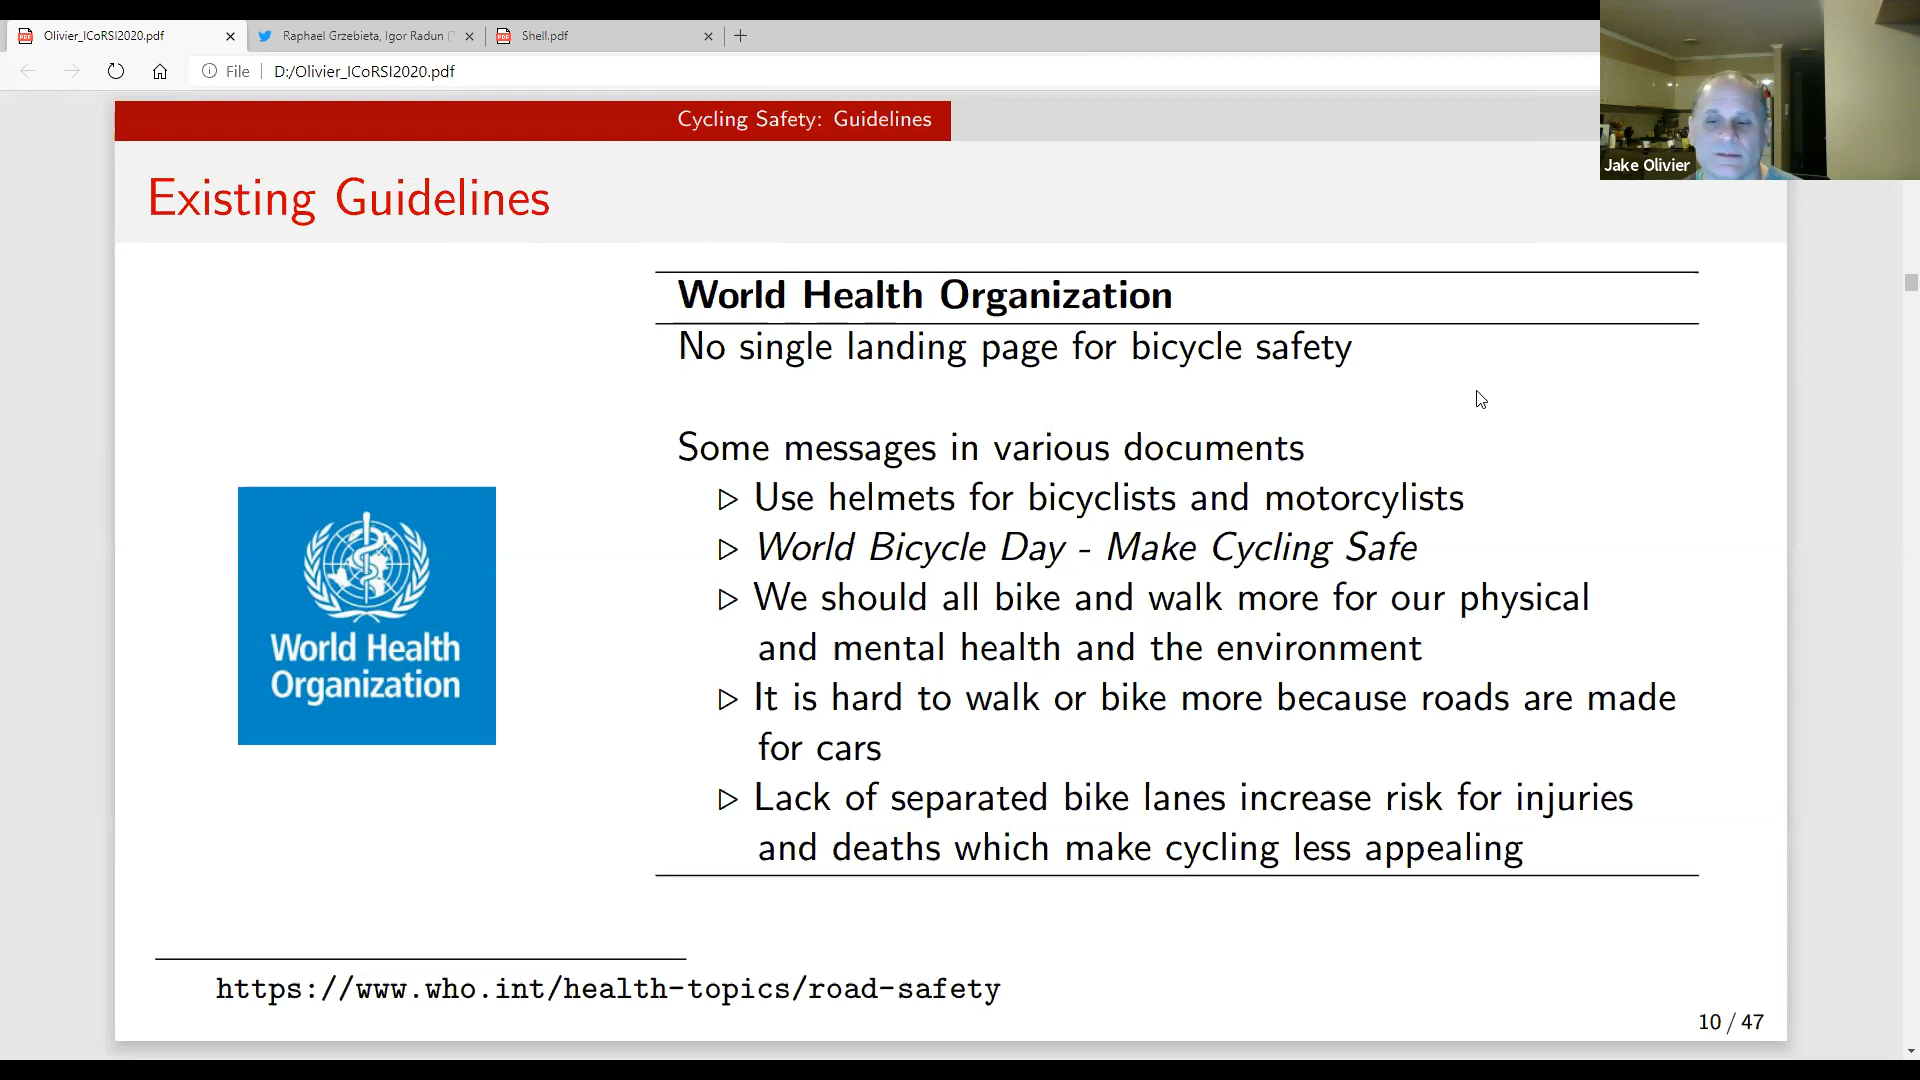 Olivier_ICoRSI2020.pdf
Raphael Grzebieta, Igor Radun (
Shell.pdf
File
D:/Olivier_ICoRSI2020.pdf
Jake Olivier
Cycling Safety: Guidelines
Existing Guidelines
World Health Organization
No single landing page for bicycle safety
Some messages in various documents
Use helmets for bicyclists and motorcylists
World Bicycle Day - Make Cycling Safe
We should all bike and walk more for our physical
and mental health and the environment
It is hard to walk or bike more because roads are made
for cars
Lack of separated bike lanes increase risk for injuries
and deaths which make cycling less appealing
World Health
Organization
https://www.who.int/health-topics/road-safety
10 / 47